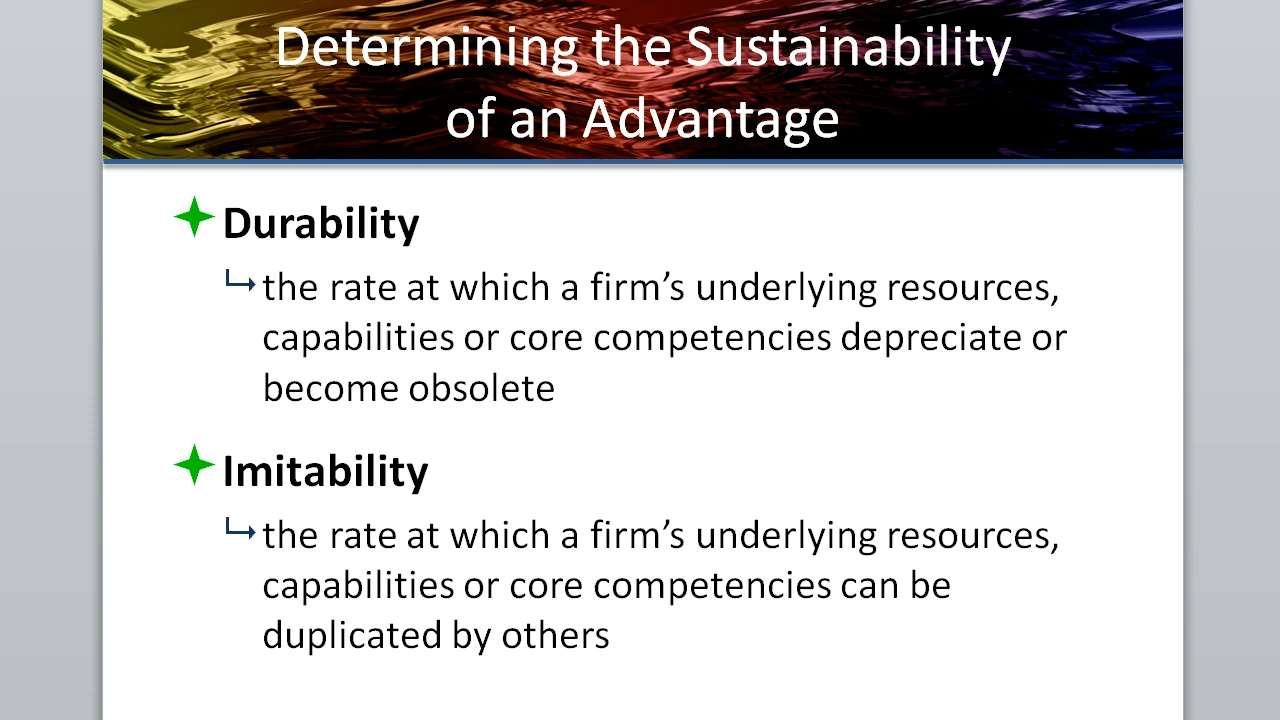 Determining the Sustainability
of an Advantage
Durability
the rate at which a firm’s underlying resources,
capabilities or core competencies depreciate or
become obsolete
Imitability
the rate at which a firm’s underlying resources,
capabilities or core competencies can be
duplicated by others